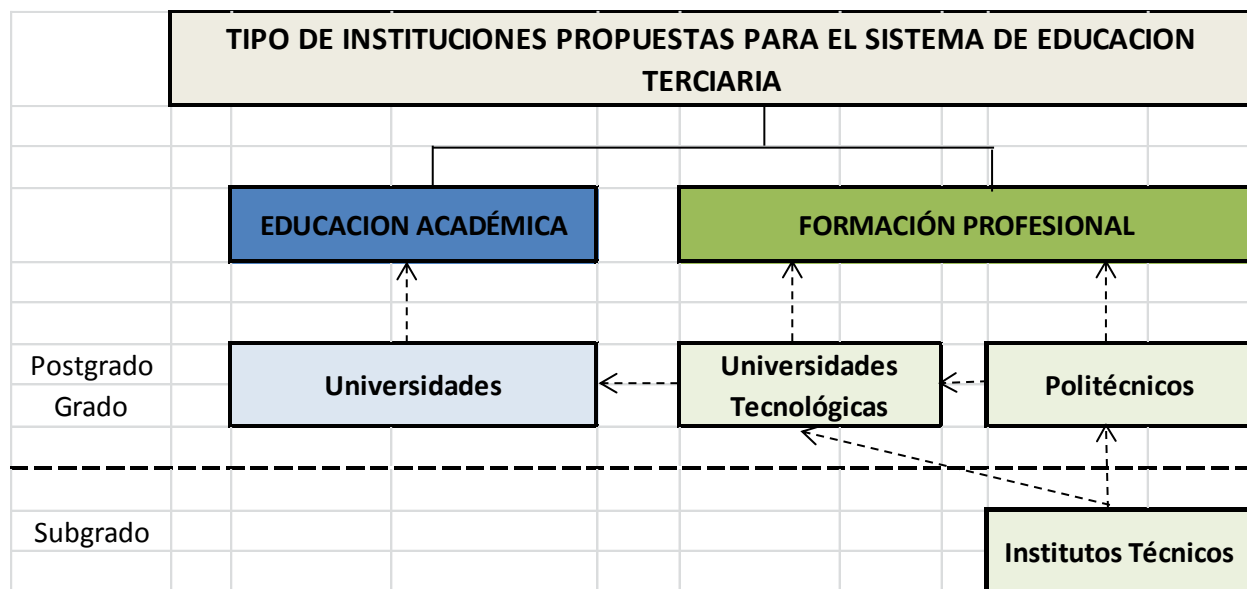 TIPO DE INSTITUCIONES PROPUESTAS PARA EL SISTEMA DE EDUCACION
TERCIARIA
EDUCACION ACADÉMICA
FORMACIÓN PROFESIONAL
Postgrado
Grado
Universidades
Universidades
Tecnológicas
Politécnicos
Subgrado
Institutos Técnicos